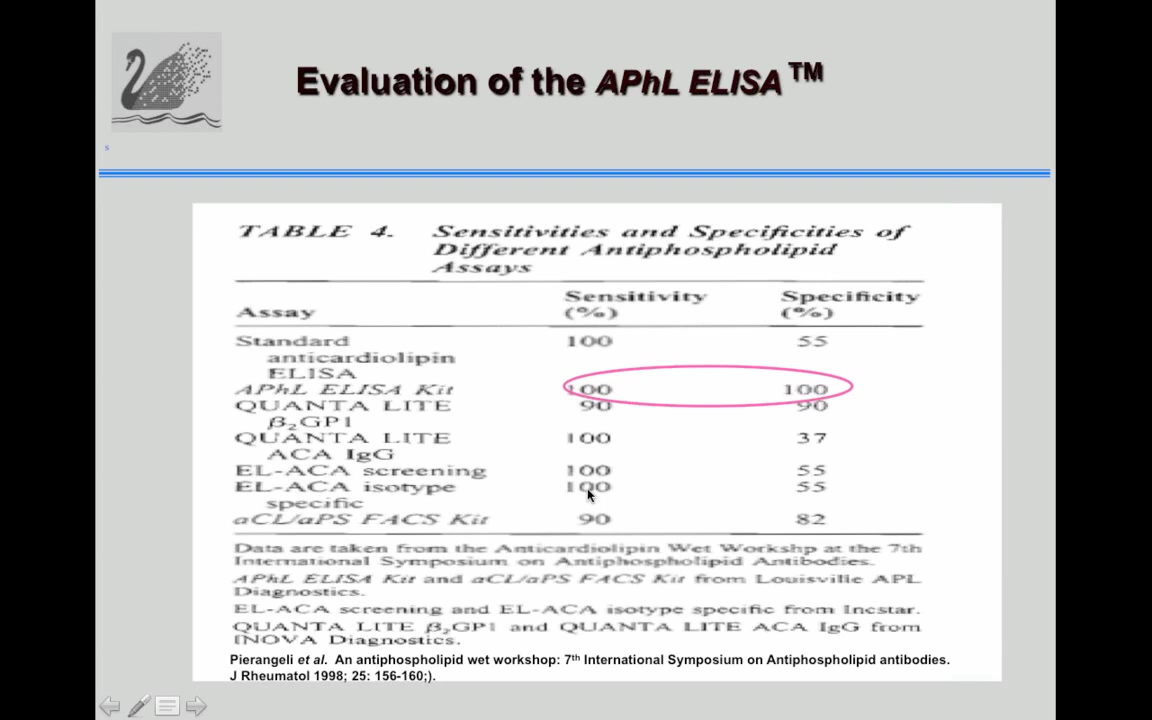 Evaluation of the APhL ELISA™
s
TABLE 4. Sensitivities and Specificities of
Different Antiphospholipid
Assays
Assay Sensitivity (%) Specificity (%)
Standard 100 55
anticardiolipin
ELISA
APhL ELISA Kit 100 100
QUANTA LITE 90 90
β₂GP1
QUANTA LITE 100 37
ACA IgG
EL-ACA screening 100 55
EL-ACA isotype 100 55
specific
aCL/aPS FACS Kit 90 82
Data are taken from the Anticardiolipin Wet Workshp at the 7th
International Symposium on Antiphospholipid Antibodies.
APhL ELISA Kit and aCL/aPS FACS Kit from Louisville APL
Diagnostics.
EL-ACA screening and EL-ACA isotype specific from Incstar.
QUANTA LITE β₂GP1 and QUANTA LITE ACA IgG from
INOVA Diagnostics.
Pierangeli et al. An antiphospholipid wet workshop: 7th International Symposium on Antiphospholipid antibodies.
J Rheumatol 1998; 25: 156-160;).